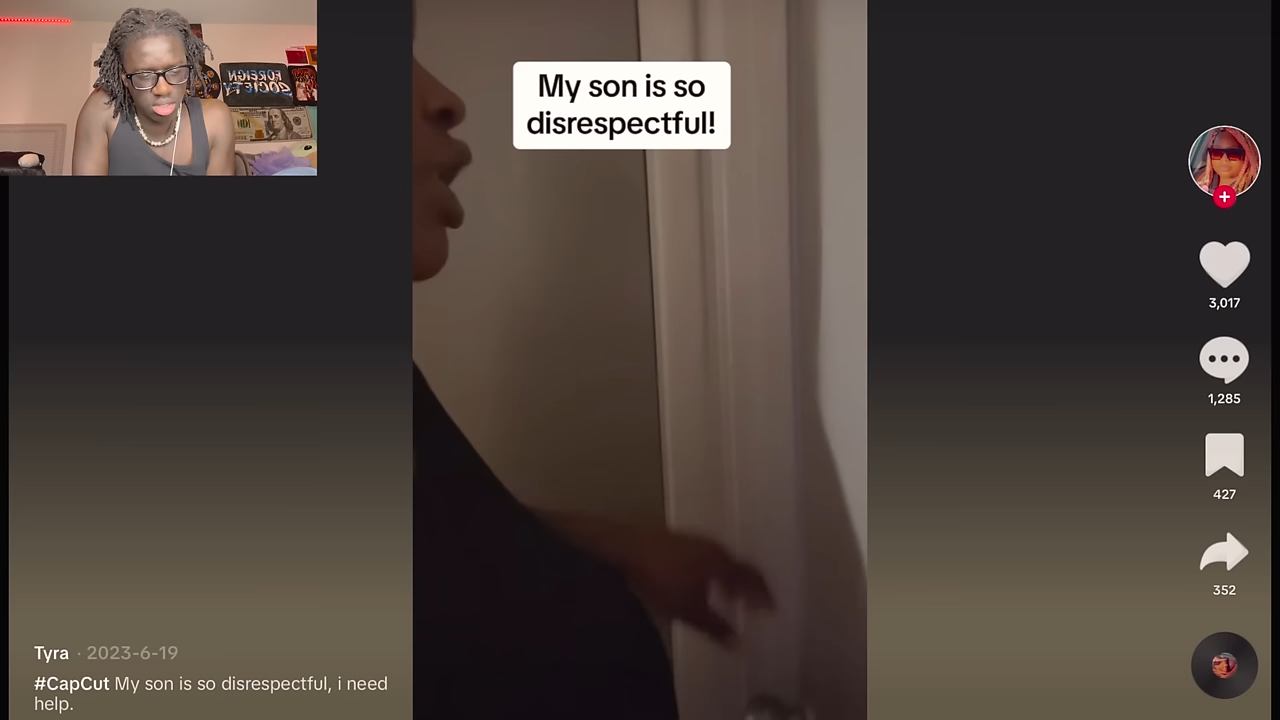 FOREIGN
SOCIETY
My son is so
disrespectful!
3,017
1,285
427
352
Tyra · 2023-6-19
#CapCut My son is so disrespectful, i need
help.